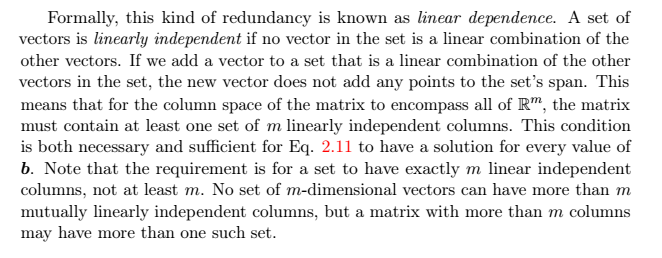 Formally, this kind of redundancy is known as linear dependence. A set of
vectors is linearly independent if no vector in the set is a linear combination of the
other vectors. If we add a vector to a set that is a linear combination of the other
vectors in the set, the new vector does not add any points to the set's span. This
means that for the column space of the matrix to encompass all of ℝᵐ, the matrix
must contain at least one set of m linearly independent columns. This condition
is both necessary and sufficient for Eq. 2.11 to have a solution for every value of
b. Note that the requirement is for a set to have exactly m linear independent
columns, not at least m. No set of m-dimensional vectors can have more than m
mutually linearly independent columns, but a matrix with more than m columns
may have more than one such set.